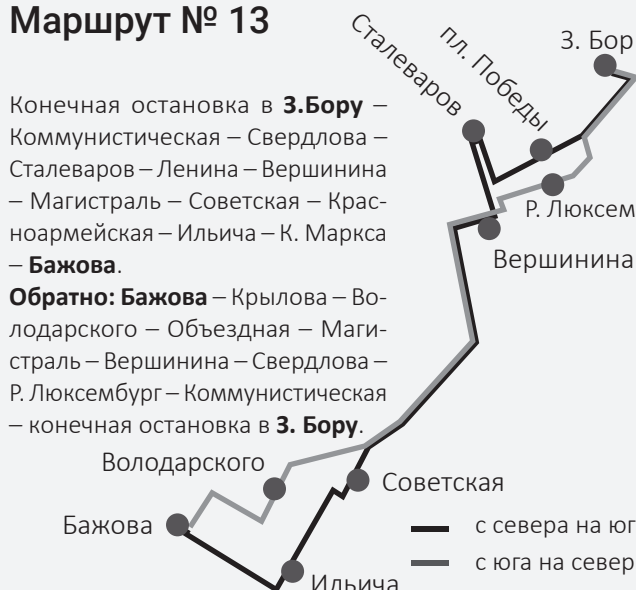 Маршрут № 13
Конечная остановка в З.Бору –
Коммунистическая – Свердлова –
Сталеваров – Ленина – Вершинина
– Магистраль – Советская – Крас-
ноармейская – Ильича – К. Маркса
– Бажова.
Обратно: Бажова – Крылова – Во-
лодарского – Объездная – Маги-
страль – Вершинина – Свердлова –
Р. Люксембург – Коммунистическая
– конечная остановка в З. Бору.
Сталеваров
пл. Победы
З. Бор
Р. Люксем
Вершинина
Володарского
Советская
Бажова
Ильича
с севера на юг
с юга на север